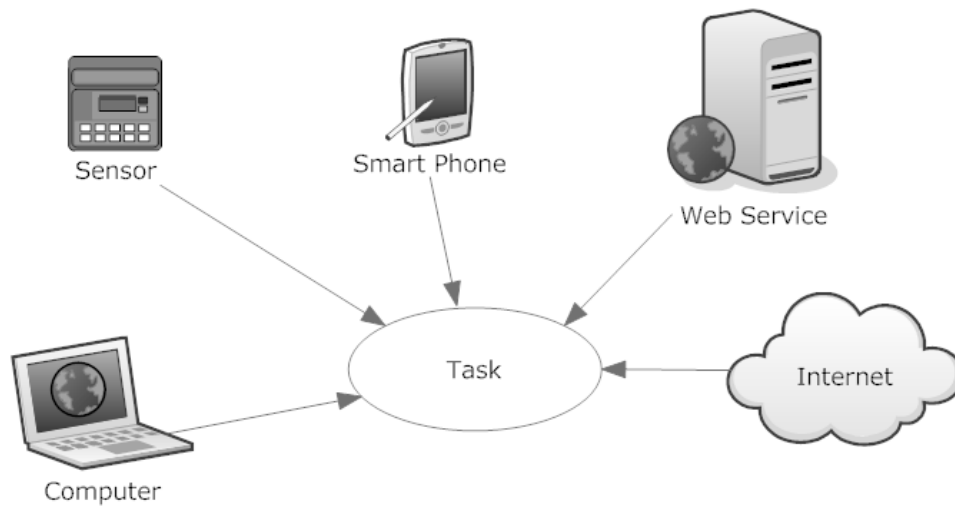 Sensor
Smart Phone
Web Service
Task
Internet
Computer